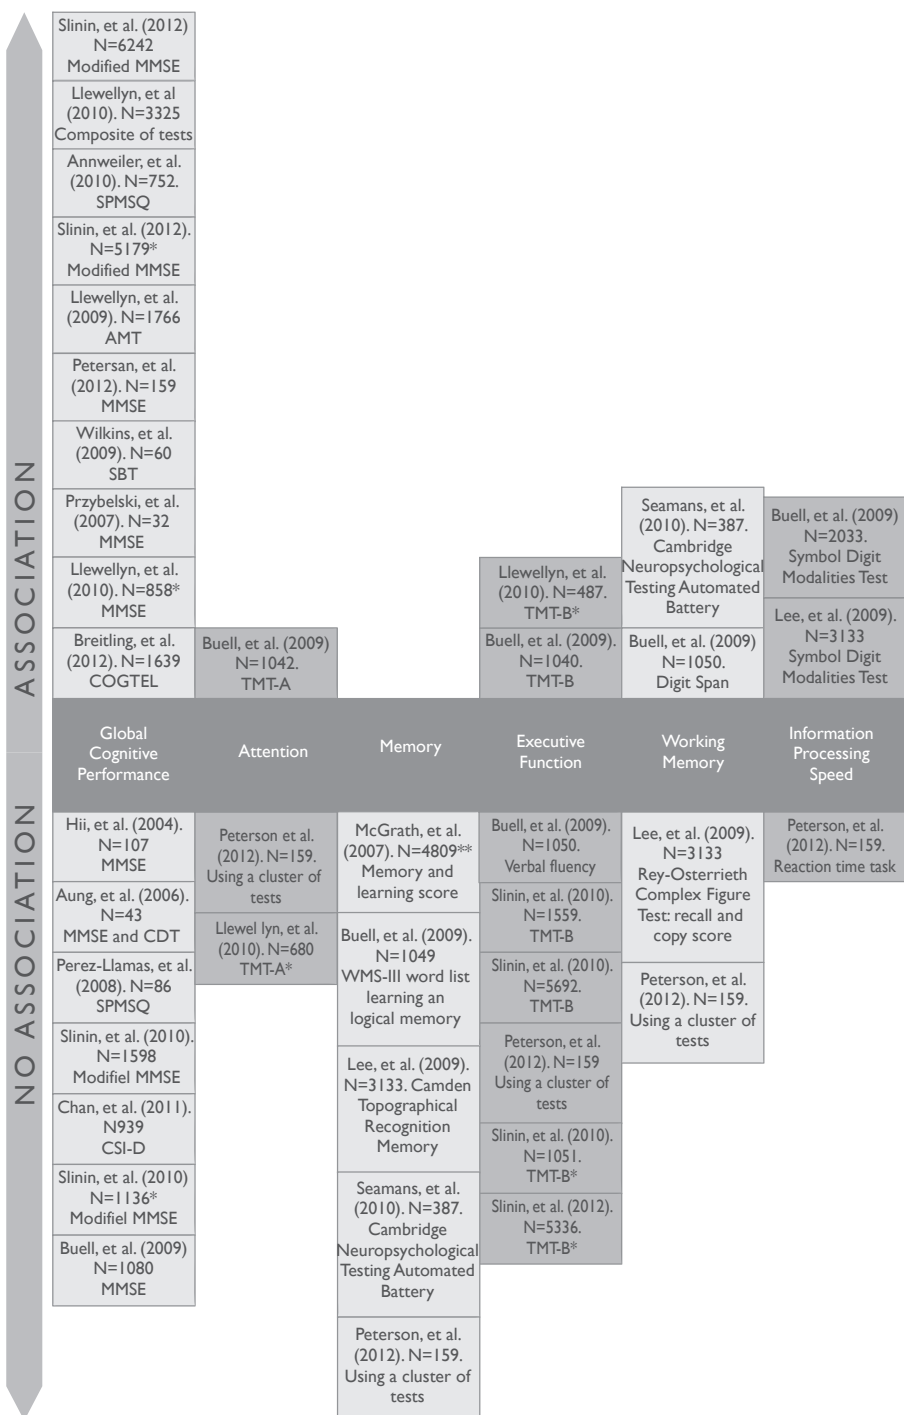 ASSOCIATION
NO ASSOCIATION
Slinin, et al. (2012)
N=6242
Modified MMSE
Llewellyn, et al
(2010). N=3325
Composite of tests
Annweiler, et al.
(2010). N=752.
SPMSQ
Slinin, et al. (2012).
N=5179*
Modified MMSE
Llewellyn, et al.
(2009). N=1766
AMT
Petersan, et al.
(2012). N=159
MMSE
Wilkins, et al.
(2009). N=60
SBT
Przybelski, et al.
(2007). N=32
MMSE
Llewellyn, et al.
(2010). N=858*
MMSE
Breitling, et al.
(2012). N=1639
COGTEL
Buell, et al. (2009)
N=1042.
TMT-A
Llewellyn, et al.
(2010). N=487.
TMT-B*
Buell, et al. (2009).
N=1040.
TMT-B
Seamans, et al.
(2010). N=387.
Cambridge
Neuropsychological
Testing Automated
Battery
Buell, et al. (2009)
N=1050.
Digit Span
Buell, et al. (2009)
N=2033.
Symbol Digit
Modalities Test
Lee, et al. (2009).
N=3133
Symbol Digit
Modalities Test
Global
Cognitive
Performance
Attention
Memory
Executive
Function
Working
Memory
Information
Processing
Speed
Hii, et al. (2004).
N=107
MMSE
Aung, et al. (2006).
N=43
MMSE and CDT
Perez-Llamas, et al.
(2008). N=86
SPMSQ
Slinin, et al. (2010).
N=1598
Modifiel MMSE
Chan, et al. (2011).
N939
CSI-D
Slinin, et al. (2010)
N=1136*
Modifiel MMSE
Buell, et al. (2009)
N=1080
MMSE
Peterson et al.
(2012). N=159.
Using a cluster of
tests
Llewel lyn, et al.
(2010). N=680
TMT-A*
McGrath, et al.
(2007). N=4809**
Memory and
learning score
Buell, et al. (2009).
N=1049
WMS-III word list
learning an
logical memory
Lee, et al. (2009).
N=3133. Camden
Topographical
Recognition
Memory
Seamans, et al.
(2010). N=387.
Cambridge
Neuropsychological
Testing Automated
Battery
Peterson, et al.
(2012). N=159.
Using a cluster of
tests
Buell, et al. (2009).
N=1050.
Verbal fluency
Slinin, et al. (2010).
N=1559.
TMT-B
Slinin, et al. (2010).
N=5692.
TMT-B
Peterson, et al.
(2012). N=159
Using a cluster of
tests
Slinin, et al. (2010).
N=1051.
TMT-B*
Slinin, et al. (2012).
N=5336.
TMT-B*
Lee, et al. (2009).
N=3133
Rey-Osterrieth
Complex Figure
Test: recall and
copy score
Peterson, et al.
(2012). N=159.
Using a cluster of
tests
Peterson, et al.
(2012). N=159.
Reaction time task